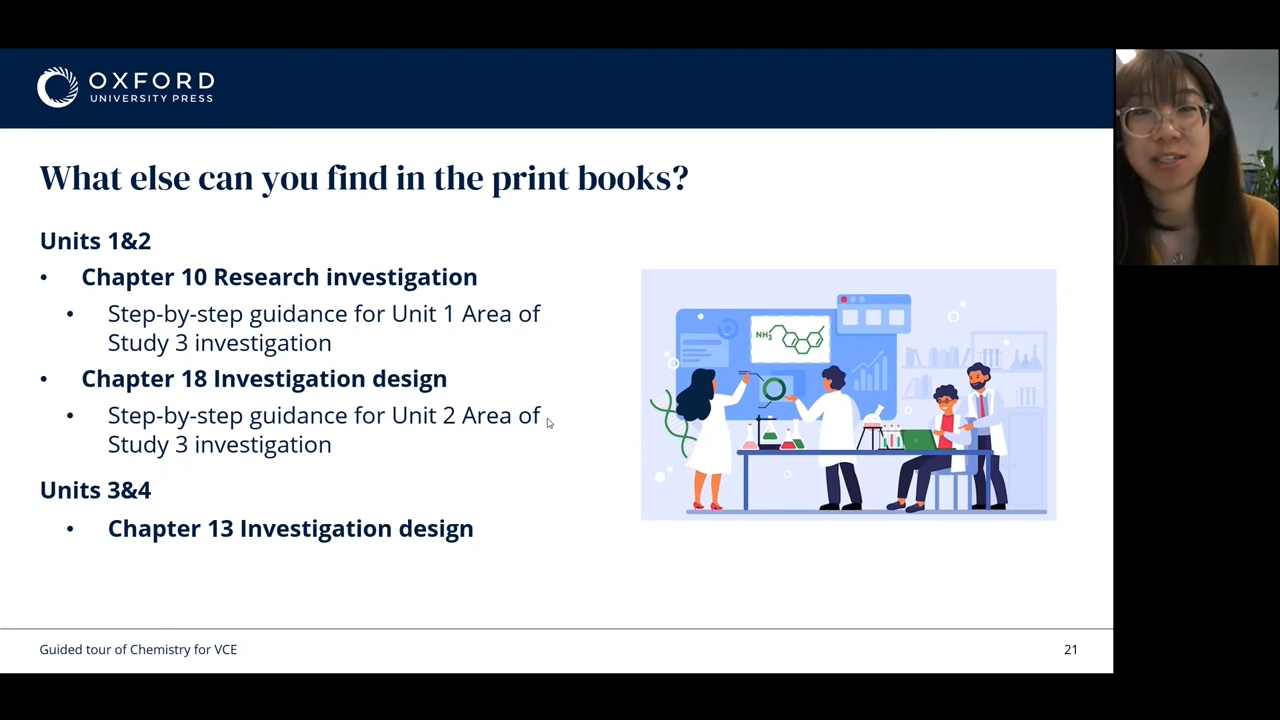 OXFORD
UNIVERSITY PRESS
What else can you find in the print books?
Units 1&2
• Chapter 10 Research investigation
• Step-by-step guidance for Unit 1 Area of
Study 3 investigation
• Chapter 18 Investigation design
• Step-by-step guidance for Unit 2 Area of
Study 3 investigation
Units 3&4
• Chapter 13 Investigation design
NH3
Guided tour of Chemistry for VCE
21